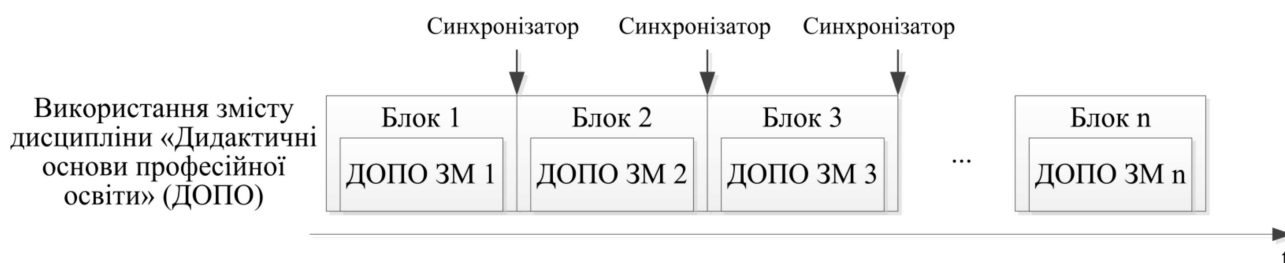 Синхронізатор Синхронізатор Синхронізатор
Використання змісту
дисципліни «Дидактичні
основи професійної
освіти» (ДОПО)
Блок 1 Блок 2 Блок 3 Блок n
ДОПО ЗМ 1 ДОПО ЗМ 2 ДОПО ЗМ 3 ... ДОПО ЗМ n
t